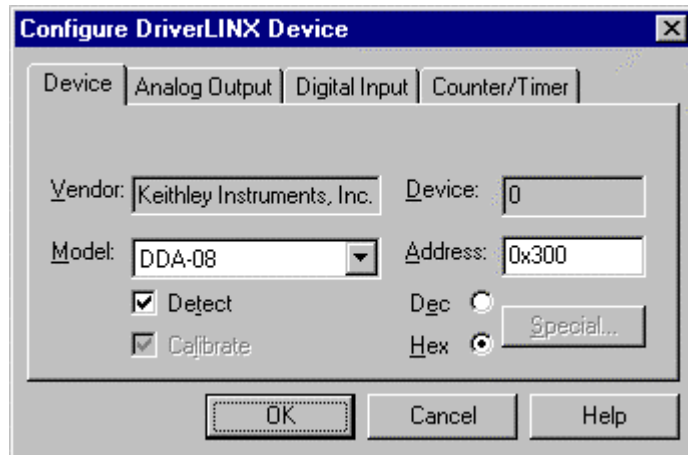 Configure DriverLINX Device
Device Analog Output Digital Input Counter/Timer
Vendor: Keithley Instruments, Inc. Device: 0
Model: DDA-08 Address: 0x300
Detect Dec
Calibrate Hex Special...
OK Cancel Help